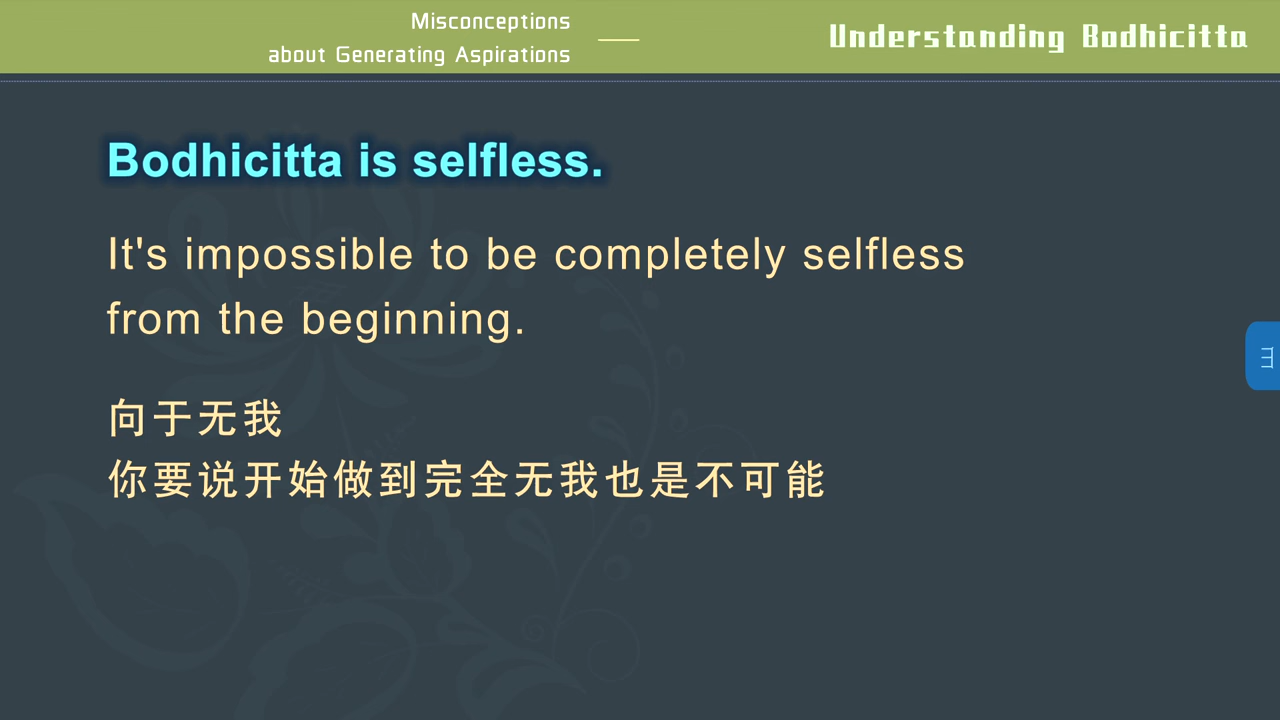 Misconceptions
about Generating Aspirations
Understanding Bodhicitta
Bodhicitta is selfless.
It's impossible to be completely selfless
from the beginning.
向于无我
你要说开始做到完全无我也是不可能